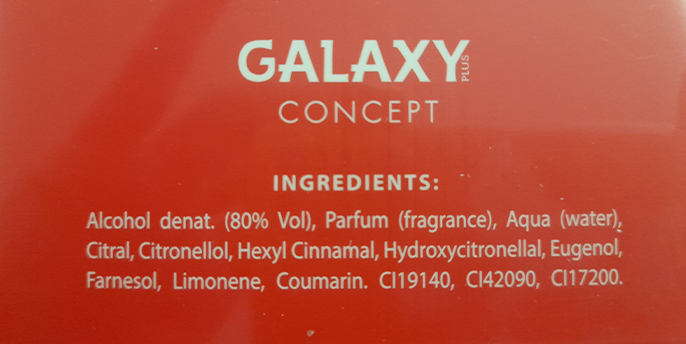 GALAXY PLUS
CONCEPT
INGREDIENTS:
Alcohol denat. (80% Vol), Parfum (fragrance), Aqua (water),
Citral, Citronellol, Hexyl Cinnamal, Hydroxycitronellal, Eugenol,
Farnesol, Limonene, Coumarin. CI19140, CI42090, CI17200.